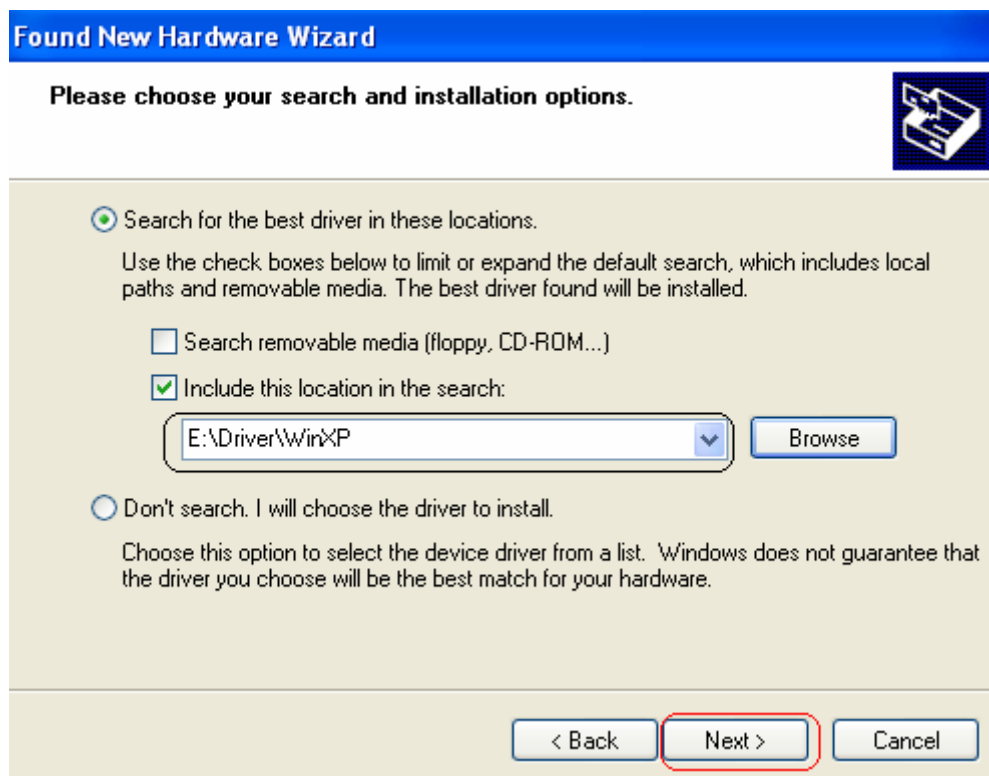 Found New Hardware Wizard
Please choose your search and installation options.
Search for the best driver in these locations.
Use the check boxes below to limit or expand the default search, which includes local
paths and removable media. The best driver found will be installed.
Search removable media (floppy, CD-ROM...)
Include this location in the search:
E:\Driver\WinXP
Browse
Don't search. I will choose the driver to install.
Choose this option to select the device driver from a list. Windows does not guarantee that
the driver you choose will be the best match for your hardware.
< Back
Next >
Cancel